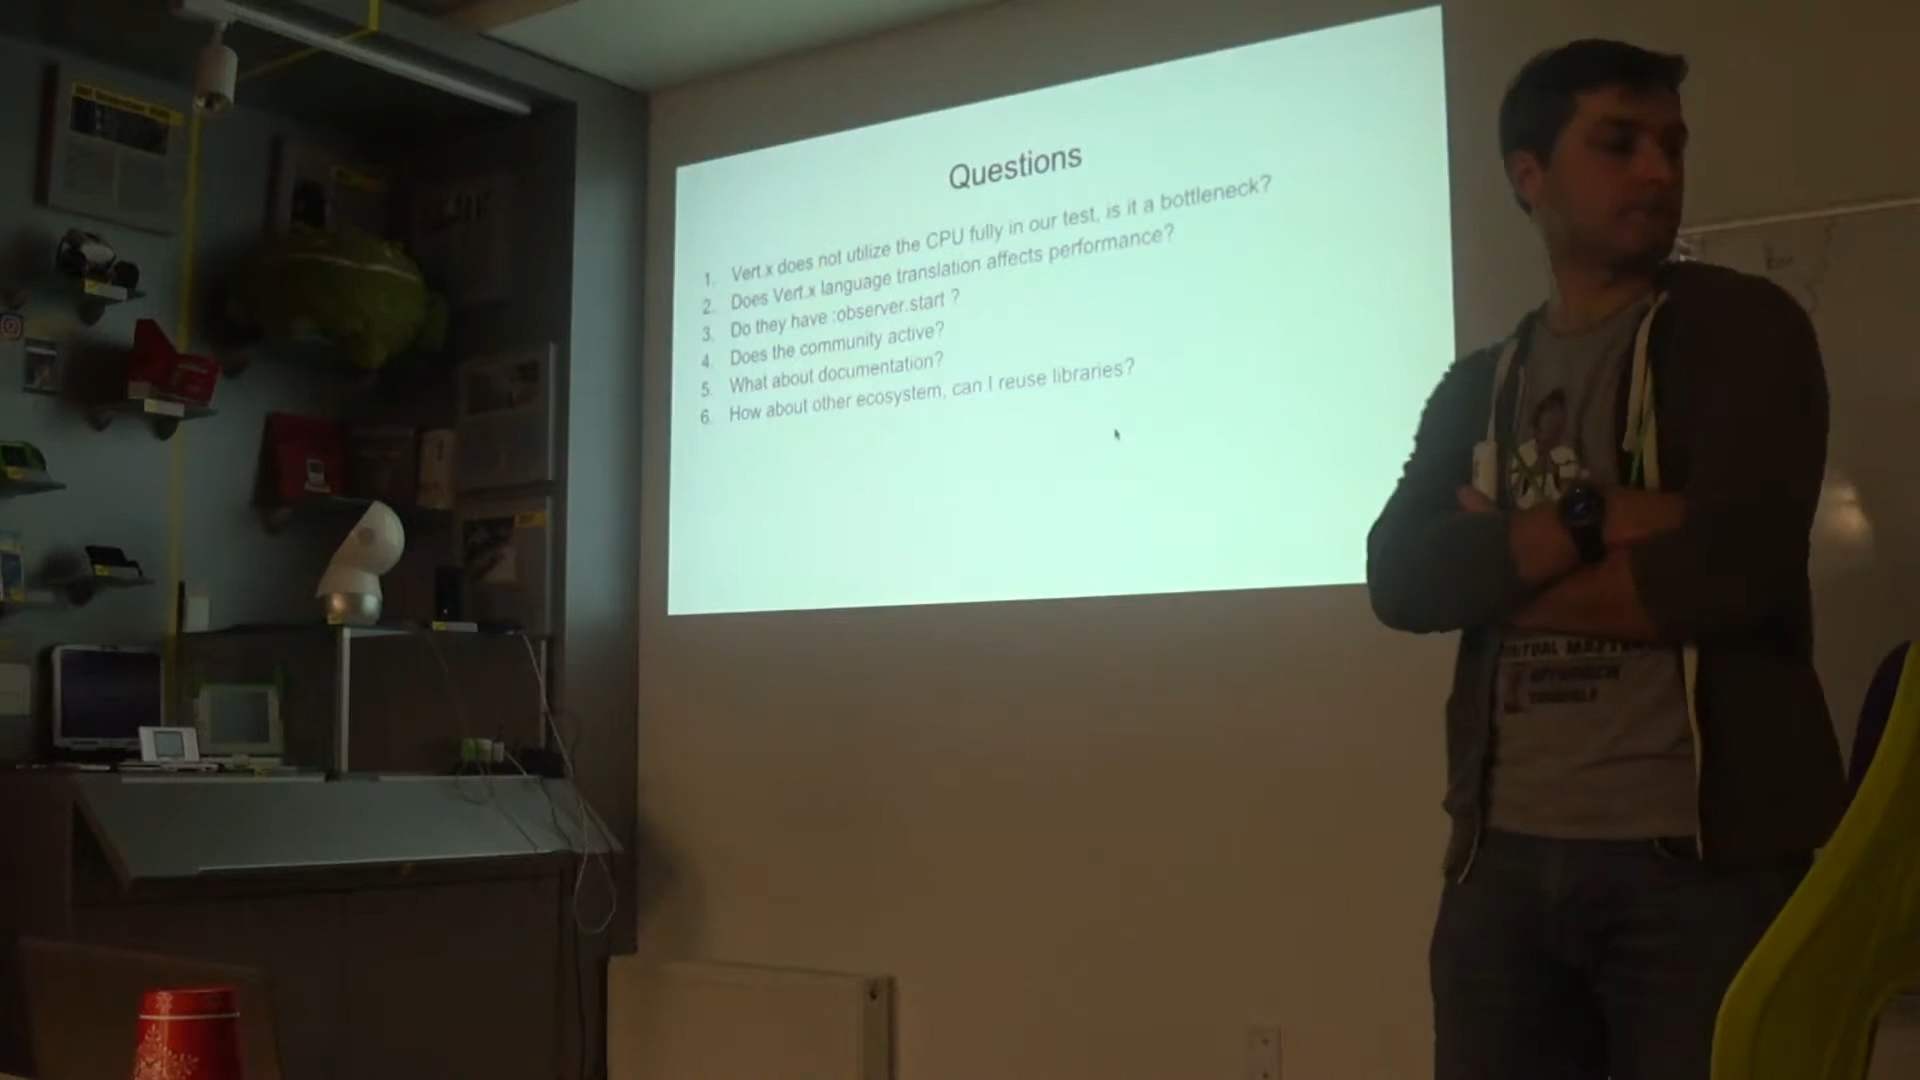 Questions
1. Vert.x does not utilize the CPU fully in our test, is it a bottleneck?
2. Does Vert.x language translation affects performance?
3. Do they have :observer.start ?
4. Does the community active?
5. What about documentation?
6. How about other ecosystem, can I reuse libraries?
YOURSELF